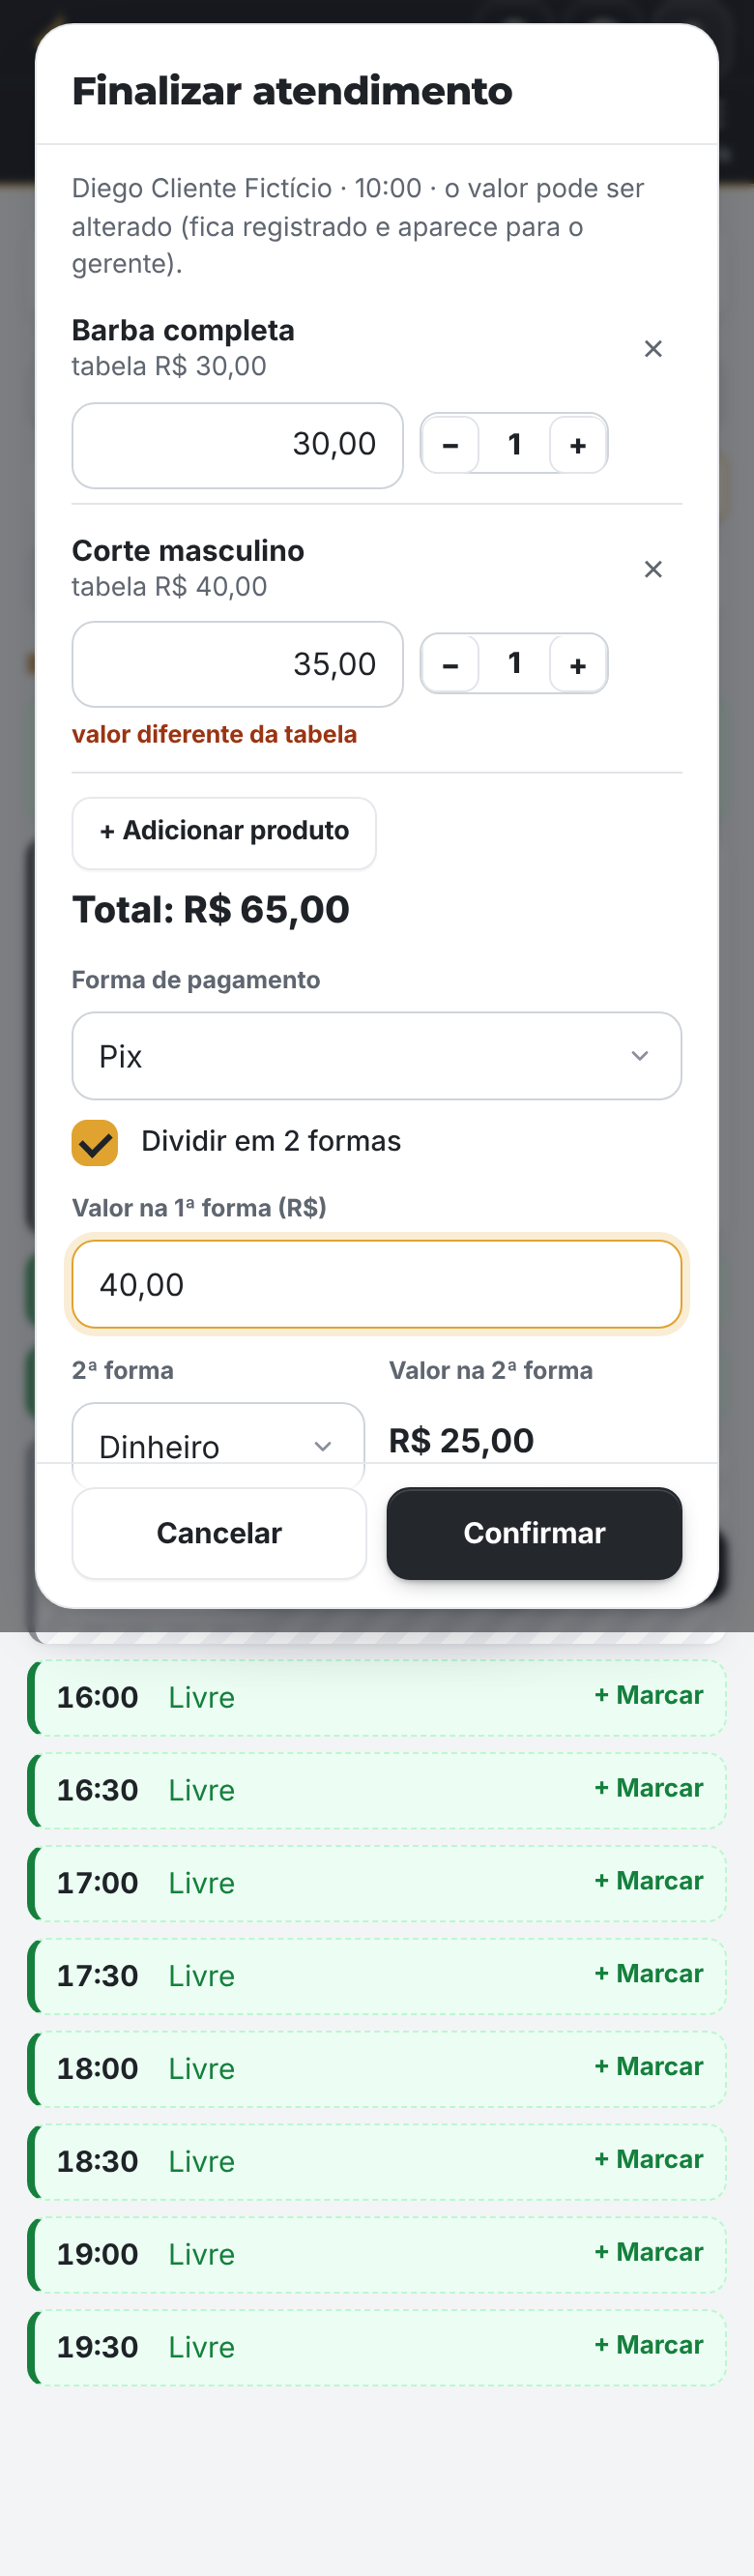 Finalizar atendimento
Diego Cliente Fictício · 10:00 · o valor pode ser
alterado (fica registrado e aparece para o
gerente).
Barba completa
tabela R$ 30,00
×
30,00
− 1 +
Corte masculino
tabela R$ 40,00
×
35,00
− 1 +
valor diferente da tabela
+ Adicionar produto
Total: R$ 65,00
Forma de pagamento
Pix
Dividir em 2 formas
Valor na 1ª forma (R$)
40,00
2ª forma Valor na 2ª forma
Dinheiro R$ 25,00
Cancelar Confirmar
16:00 Livre + Marcar
16:30 Livre + Marcar
17:00 Livre + Marcar
17:30 Livre + Marcar
18:00 Livre + Marcar
18:30 Livre + Marcar
19:00 Livre + Marcar
19:30 Livre + Marcar